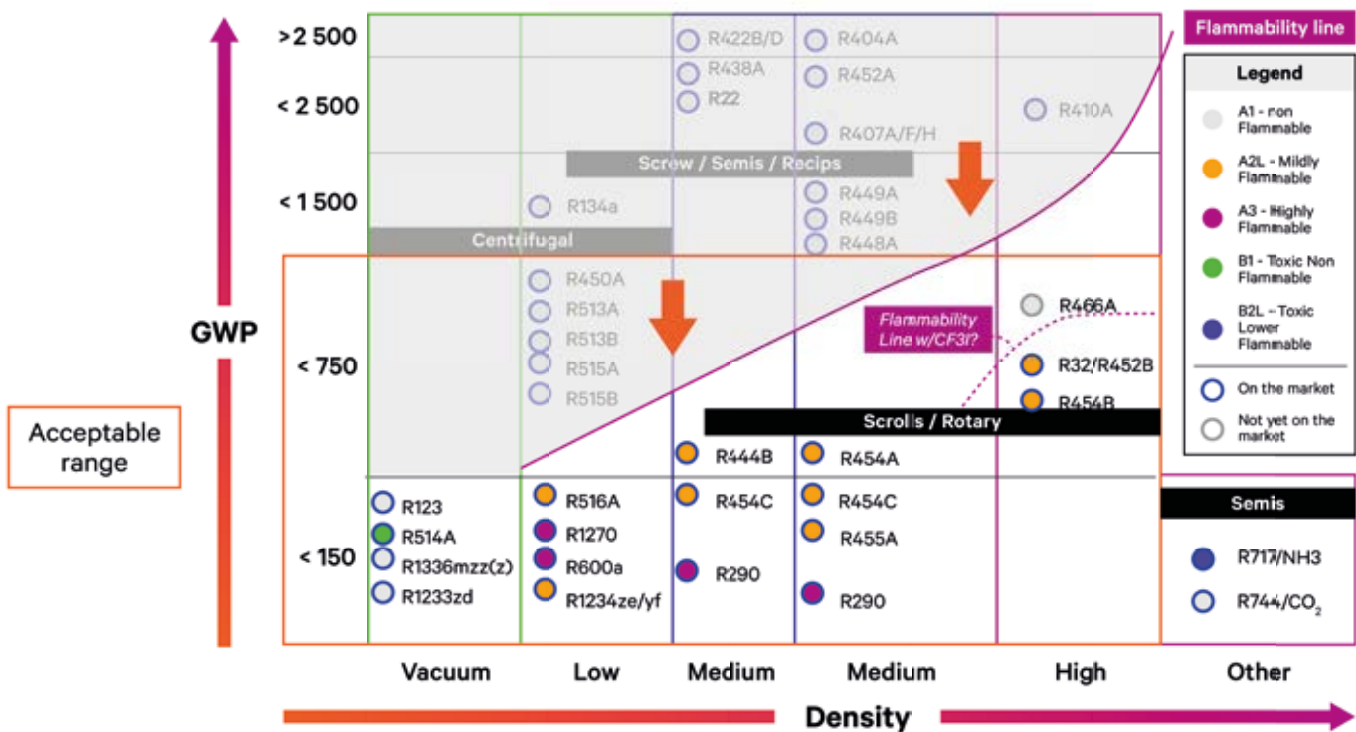 >2 500
< 2 500
< 1 500
GWP
< 750
Acceptable
range
< 150
R422B/D
R438A
R22
R404A
R452A
R407A/F/H
R410A
Screw / Semis / Recips
R134a
R449A
R449B
R448A
Centrifugal
R450A
R513A
R513B
R515A
R515B
Flammability
Line w/CF3I?
R466A
R32/R452B
R454B
Scrolls / Rotary
R444B
R454A
R123
R514A
R1336mzz(z)
R1233zd
R516A
R1270
R600a
R1234ze/yf
R454C
R290
R454C
R455A
R290
Flammability line
Legend
A1 - non
Flammable
A2L - Mildly
Flammable
A3 - Highly
Flammable
B1 - Toxic Non
Flammable
B2L - Toxic
Lower
Flammable
On the market
Not yet on the
market
Semis
R717/NH3
R744/CO₂
Vacuum
Low
Medium
Medium
High
Other
Density